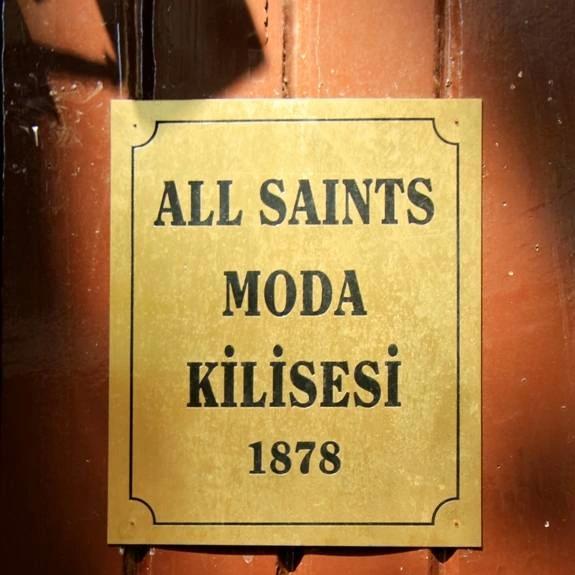 ALL SAINTS
MODA
KİLİSESİ
1878